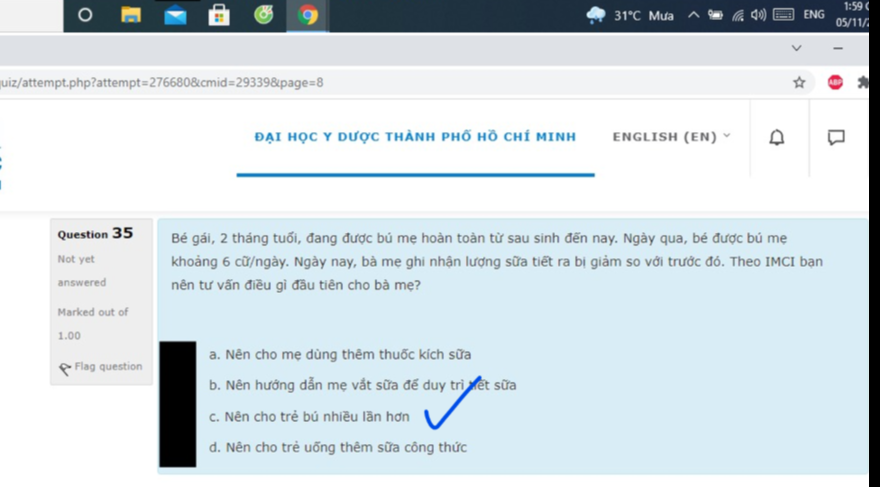 31°C Mưa ENG 1:59
05/11/
uiz/attempt.php?attempt=276680&cmid=29339&page=8
ABP
ĐẠI HỌC Y DƯỢC THÀNH PHỐ HỒ CHÍ MINH ENGLISH (EN)
Question 35
Not yet
answered
Marked out of
1.00
Flag question
Bé gái, 2 tháng tuổi, đang được bú mẹ hoàn toàn từ sau sinh đến nay. Ngày qua, bé được bú mẹ
khoảng 6 cữ/ngày. Ngày nay, bà mẹ ghi nhận lượng sữa tiết ra bị giảm so với trước đó. Theo IMCI bạn
nên tư vấn điều gì đầu tiên cho bà mẹ?
a. Nên cho mẹ dùng thêm thuốc kích sữa
b. Nên hướng dẫn mẹ vắt sữa để duy trì tiết sữa
c. Nên cho trẻ bú nhiều lần hơn
d. Nên cho trẻ uống thêm sữa công thức